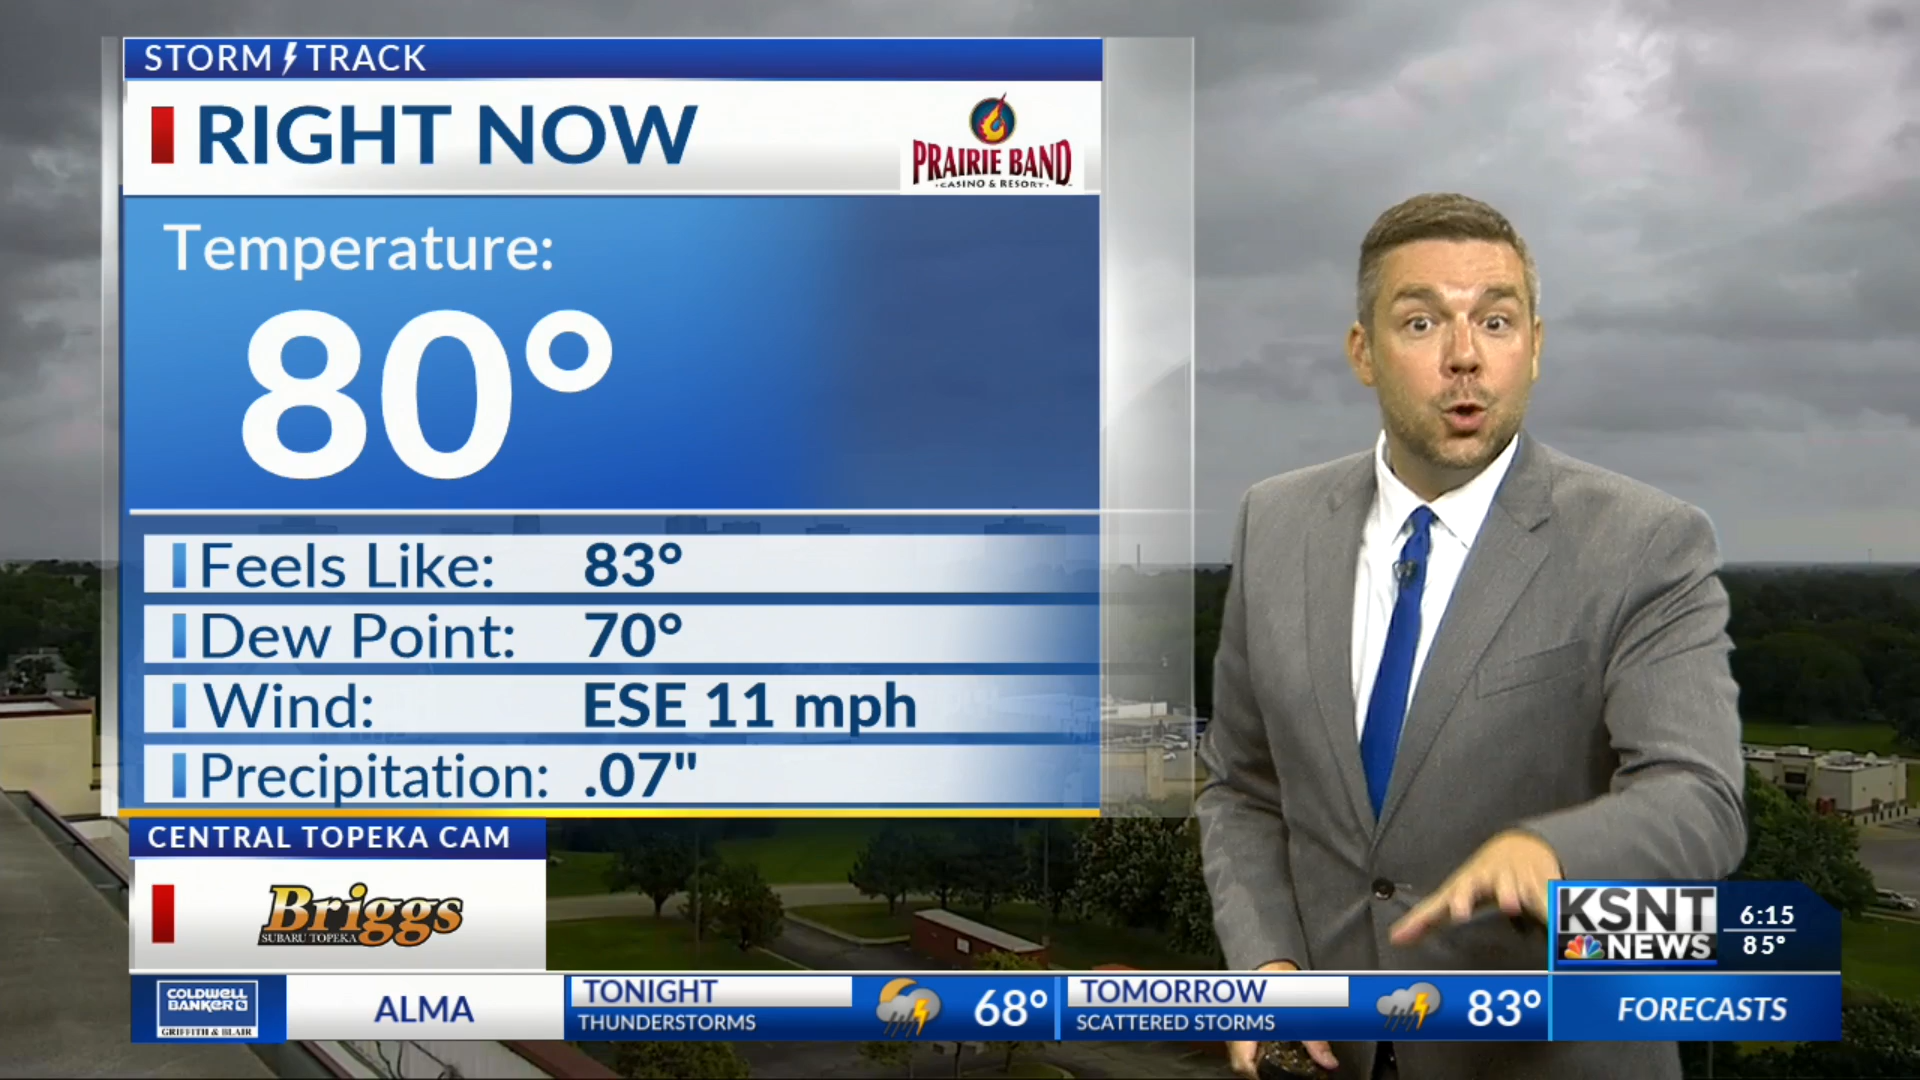 STORM TRACK
RIGHT NOW
PRAIRIE BAND
CASINO & RESORT
Temperature:
80°
Feels Like: 83°
Dew Point: 70°
Wind: ESE 11 mph
Precipitation: .07"
CENTRAL TOPEKA CAM
Briggs
SUBARU TOPEKA
KSNT
NEWS
6:15
85°
COLDWELL
BANKER
GRIFFITH & BLAIR
ALMA
TONIGHT
THUNDERSTORMS
68°
TOMORROW
SCATTERED STORMS
83°
FORECASTS